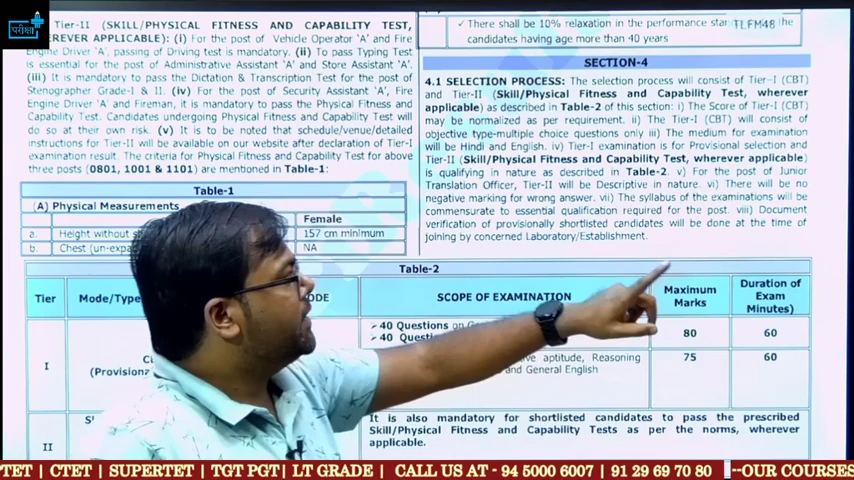 परीक्षा
Tier-II (SKILL/PHYSICAL FITNESS AND CAPABILITY TEST,
WHEREVER APPLICABLE): (i) For the post of Vehicle Operator 'A' and Fire
Engine Driver 'A', passing of Driving test is mandatory. (ii) To pass Typing Test
is essential for the post of Administrative Assistant 'A' and Store Assistant 'A'.
(iii) It is mandatory to pass the Dictation & Transcription Test for the post of
Stenographer Grade-I & II. (iv) For the post of Security Assistant 'A', Fire
Engine Driver 'A' and Fireman, it is mandatory to pass the Physical Fitness and
Capability Test. Candidates undergoing Physical Fitness and Capability Test will
do so at their own risk. (v) It is to be noted that schedule/venue/detailed
instructions for Tier-II will be available on our website after declaration of Tier-I
examination result. The criteria for Physical Fitness and Capability Test for above
three posts (0801, 1001 & 1101) are mentioned in Table-1:
Table-1
(A) Physical Measurements
Female
a. Height without 157 cm minimum
b. Chest NA
✓ There shall be 10% relaxation in the performance the
candidates having age more than 40 years
TLFM48
SECTION-4
4.1 SELECTION PROCESS: The selection process will consist of Tier-I (CBT)
and Tier-II (Skill/Physical Fitness and Capability Test, wherever
applicable) as described in Table-2 of this section: i) The Score of Tier-I (CBT)
may be normalized as per requirement. ii) The Tier-I (CBT) will consist of
objective type-multiple choice questions only iii) The medium for examination
will be Hindi and English. iv) Tier-I examination is for Provisional selection and
Tier-II (Skill/Physical Fitness and Capability Test, wherever applicable)
is qualifying in nature as described in Table-2. v) For the post of Junior
Translation Officer, Tier-II will be Descriptive in nature. vi) There will be no
negative marking for wrong answer. vii) The syllabus of the examinations will be
commensurate to essential qualification required for the post. viii) Document
verification of provisionally shortlisted candidates will be done at the time of
joining by concerned Laboratory/Establishment.
Table-2
Tier Mode/Type SCOPE OF EXAMINATION Maximum Marks Duration of Exam Minutes)
➢ 40 Questions on
➢ 40 80 60
I
(Provision aptitude, Reasoning 75 60
and General English
II
It is also mandatory for shortlisted candidates to pass the prescribed
Skill/Physical Fitness and Capability Tests as per the norms, wherever
applicable.
TET | CTET | SUPERTET | TGT PGT| LT GRADE | CALL US AT - 94 5000 6007 | 91 29 69 70 80 --OUR COURSES